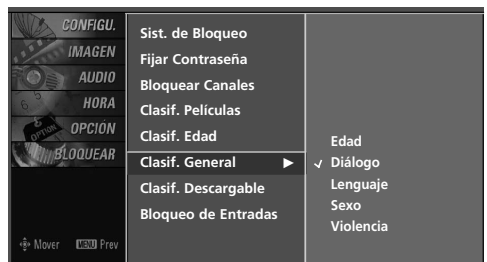 CONFIGU.
IMAGEN
AUDIO
HORA
OPCIÓN
BLOQUEAR
Mover MENU Prev
Sist. de Bloqueo
Fijar Contraseña
Bloquear Canales
Clasif. Películas
Clasif. Edad
Clasif. General ▶
Clasif. Descargable
Bloqueo de Entradas
Edad
✓ Diálogo
Lenguaje
Sexo
Violencia